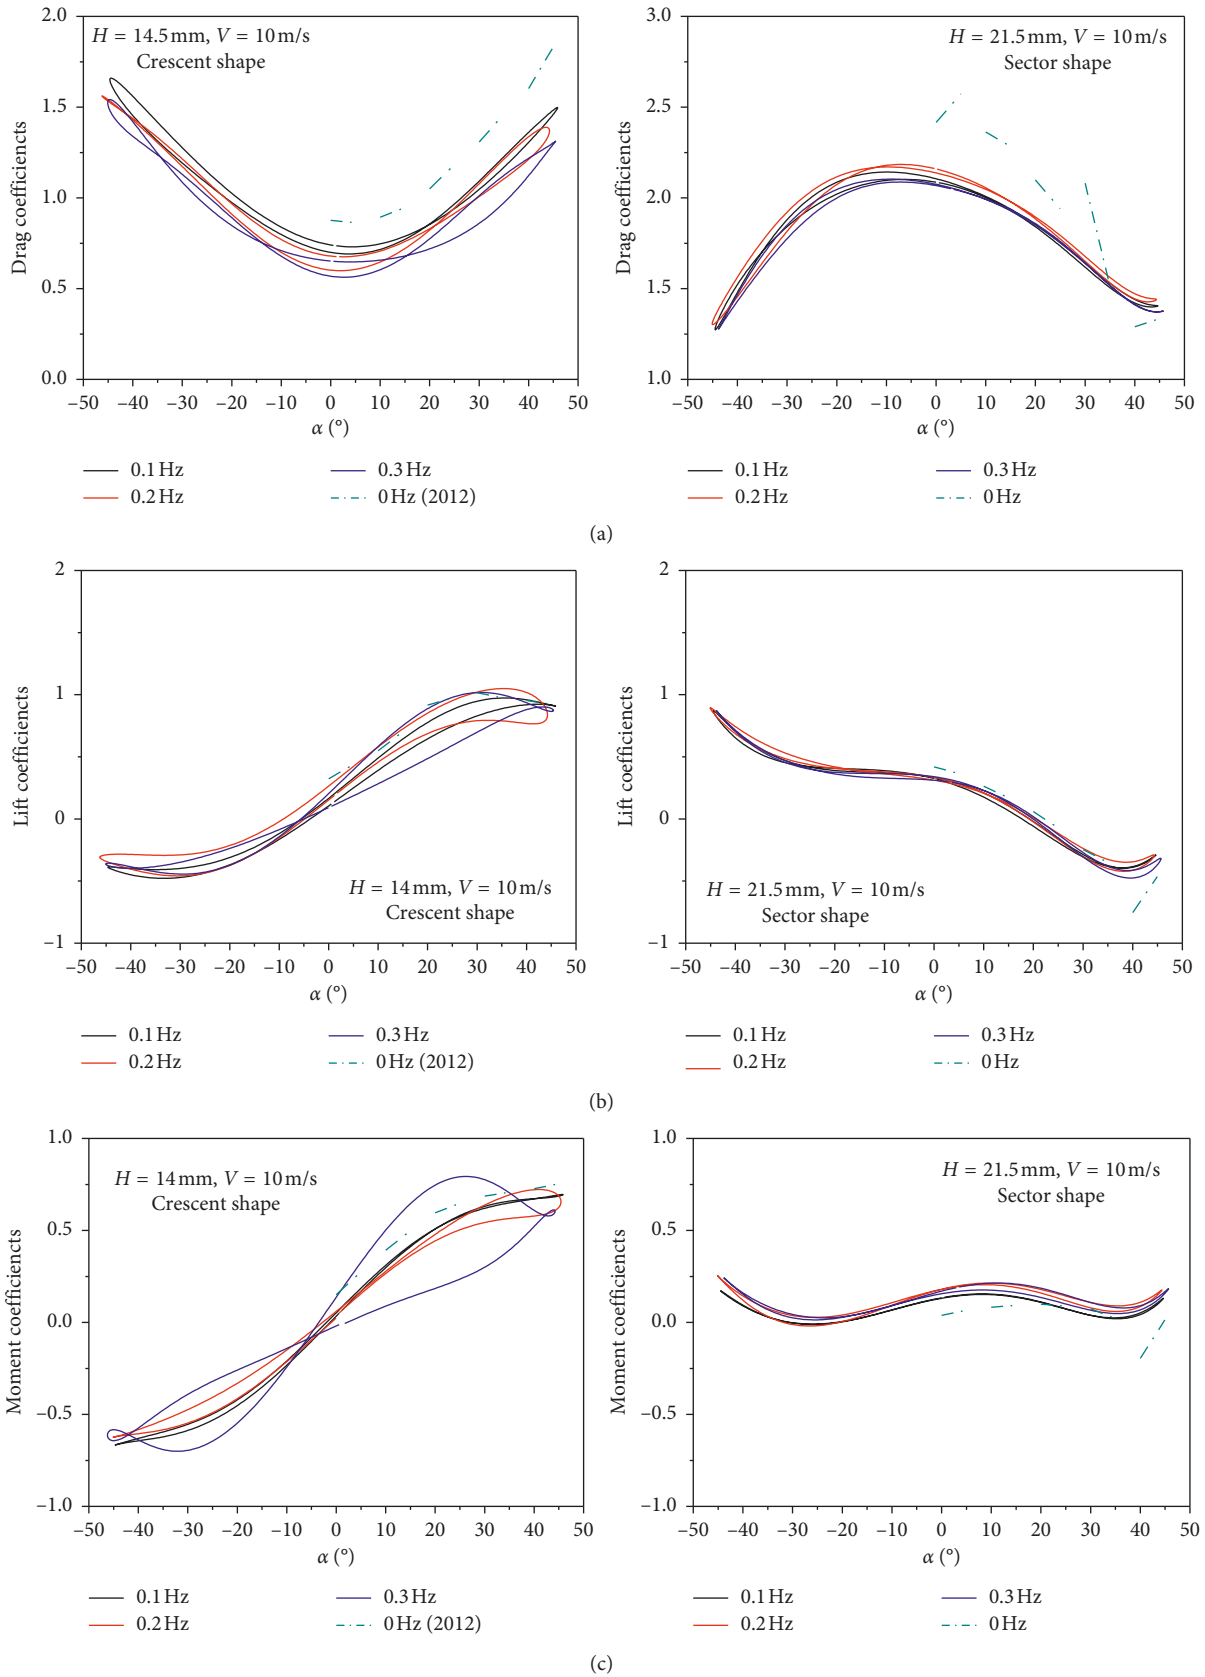 H = 14.5 mm, V = 10 m/s
Crescent shape
Drag coefficiencts
2.0
1.5
1.0
0.5
0.0
−50 −40 −30 −20 −10 0 10 20 30 40 50
α (°)
0.1 Hz
0.2 Hz
0.3 Hz
0 Hz (2012)
H = 21.5 mm, V = 10 m/s
Sector shape
Drag coefficiencts
3.0
2.5
2.0
1.5
1.0
−50 −40 −30 −20 −10 0 10 20 30 40 50
α (°)
0.1 Hz
0.2 Hz
0.3 Hz
0 Hz
(a)
Lift coefficiencts
2
1
0
−1
H = 14 mm, V = 10 m/s
Crescent shape
−50 −40 −30 −20 −10 0 10 20 30 40 50
α (°)
0.1 Hz
0.2 Hz
0.3 Hz
0 Hz (2012)
Lift coefficiencts
2
1
0
−1
H = 21.5 mm, V = 10 m/s
Sector shape
−50 −40 −30 −20 −10 0 10 20 30 40 50
α (°)
0.1 Hz
0.2 Hz
0.3 Hz
0 Hz
(b)
H = 14 mm, V = 10 m/s
Crescent shape
Moment coefficiencts
1.0
0.5
0.0
−0.5
−1.0
−50 −40 −30 −20 −10 0 10 20 30 40 50
α (°)
0.1 Hz
0.2 Hz
0.3 Hz
0 Hz (2012)
H = 21.5 mm, V = 10 m/s
Sector shape
Moment coefficiencts
1.0
0.5
0.0
−0.5
−1.0
−50 −40 −30 −20 −10 0 10 20 30 40 50
α (°)
0.1 Hz
0.2 Hz
0.3 Hz
0 Hz
(c)